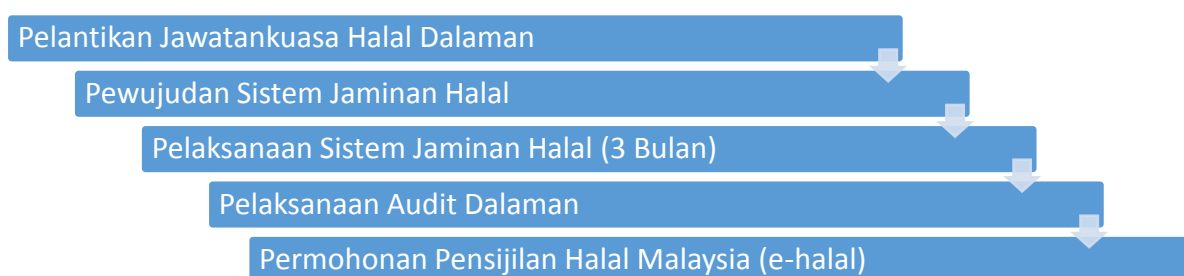 Pelantikan Jawatankuasa Halal Dalaman
Pewujudan Sistem Jaminan Halal
Pelaksanaan Sistem Jaminan Halal (3 Bulan)
Pelaksanaan Audit Dalaman
Permohonan Pensijilan Halal Malaysia (e-halal)